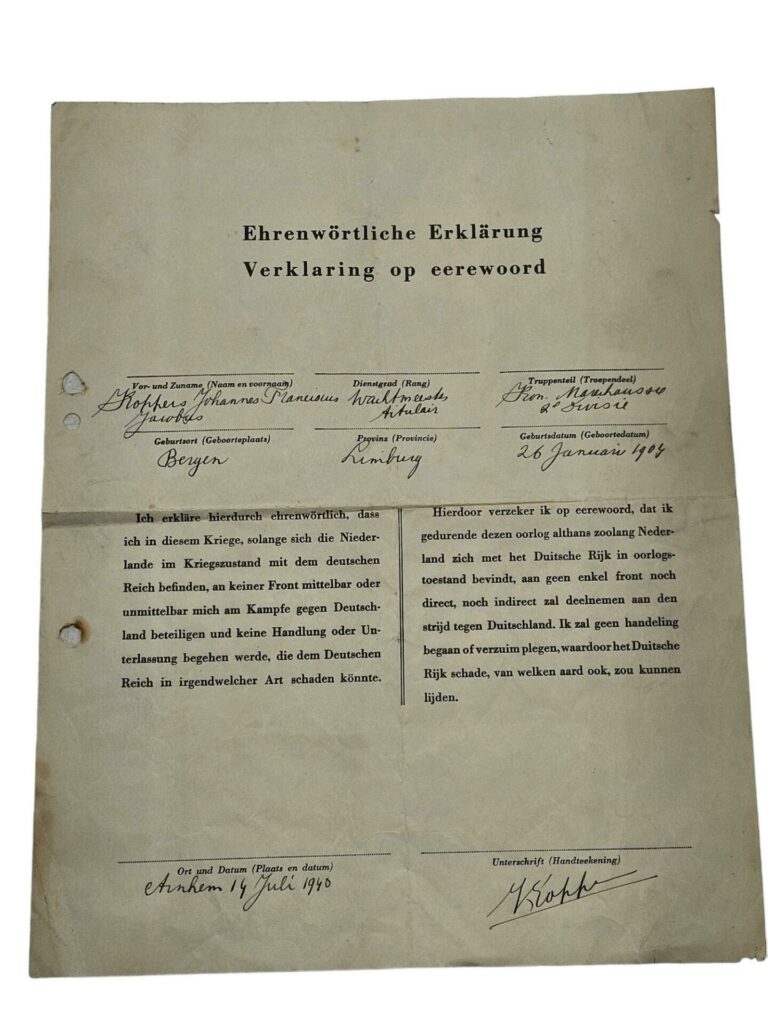 Ehrenwörtliche Erklärung
Verklaring op eerewoord
Vor- und Zuname (Naam en voornaam)
Koppers Johannes Franciscus
Jacobus
Dienstgrad (Rang)
Wachtmeester
titulair
Truppenteil (Troependeel)
Kon. Marechaussee
2e Divisie
Geburtsort (Geboorteplaats)
Bergen
Provinz (Provincie)
Limburg
Geburtsdatum (Geboortedatum)
26 Januari 1904
Ich erkläre hierdurch ehrenwörtlich, dass
ich in diesem Kriege, solange sich die Nieder-
lande im Kriegszustand mit dem deutschen
Reich befinden, an keiner Front mittelbar oder
unmittelbar mich am Kampfe gegen Deutsch-
land beteiligen und keine Handlung oder Un-
terlassung begehen werde, die dem Deutschen
Reich in irgendwelcher Art schaden könnte.
Hierdoor verzeker ik op eerewoord, dat ik
gedurende dezen oorlog althans zoolang Neder-
land zich met het Duitsche Rijk in oorlogs-
toestand bevindt, aan geen enkel front noch
direct, noch indirect zal deelnemen aan den
strijd tegen Duitschland. Ik zal geen handeling
begaan of verzuim plegen, waardoor het Duitsche
Rijk schade, van welken aard ook, zou kunnen
lijden.
Ort und Datum (Plaats en datum)
Arnhem 14 Juli 1940
Unterschrift (Handteekening)